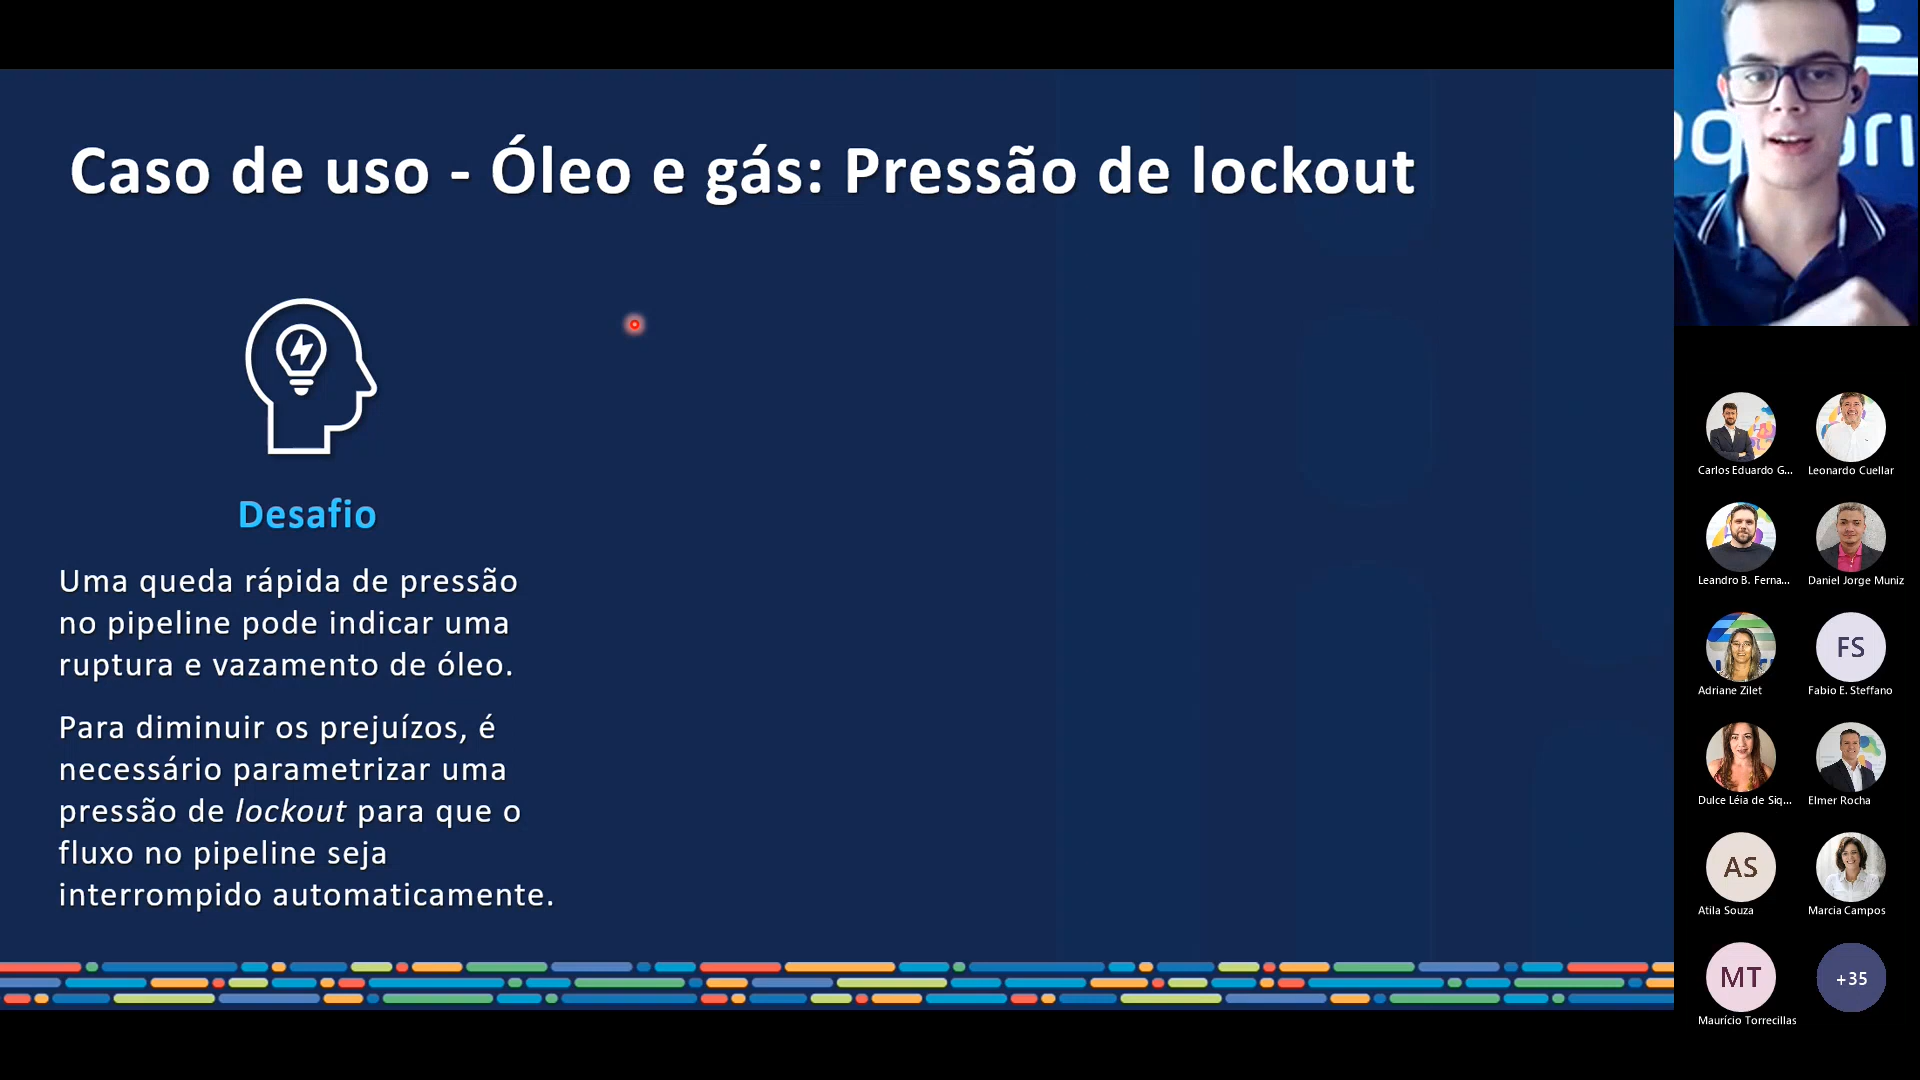 Caso de uso - Óleo e gás: Pressão de lockout
Desafio
Uma queda rápida de pressão
no pipeline pode indicar uma
ruptura e vazamento de óleo.
Para diminuir os prejuízos, é
necessário parametrizar uma
pressão de lockout para que o
fluxo no pipeline seja
interrompido automaticamente.
Carlos Eduardo G...
Leonardo Cuellar
Leandro B. Ferna...
Daniel Jorge Muniz
FS
Adriane Zilet
Fabio E. Steffano
Dulce Léia de Siq...
Elmer Rocha
AS
Atila Souza
Marcia Campos
MT
+35
Maurício Torrecillas